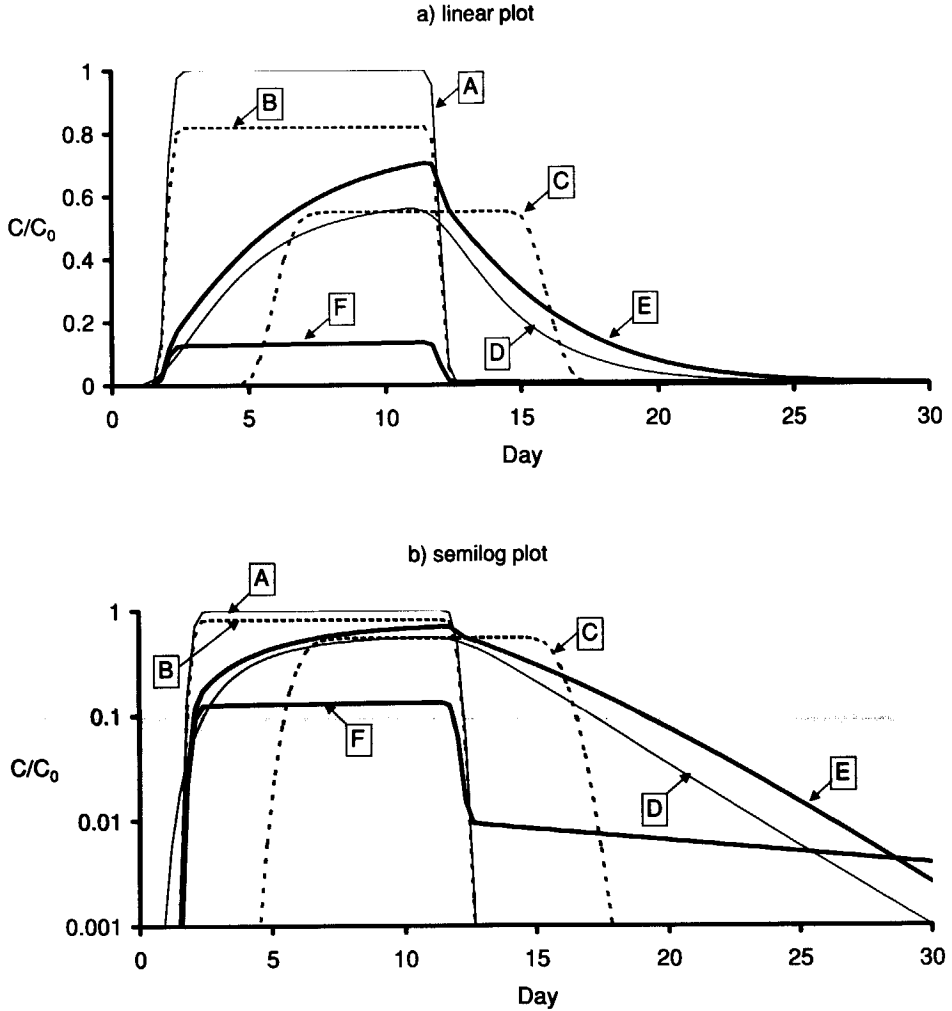 a) linear plot
1
A
B
0.8
C
0.6
C/C₀
0.4
E
F
D
0.2
0
0 5 10 15 20 25 30
Day
b) semilog plot
A
1
C
B
0.1
F
C/C₀
E
D
0.01
0.001
0 5 10 15 20 25 30
Day